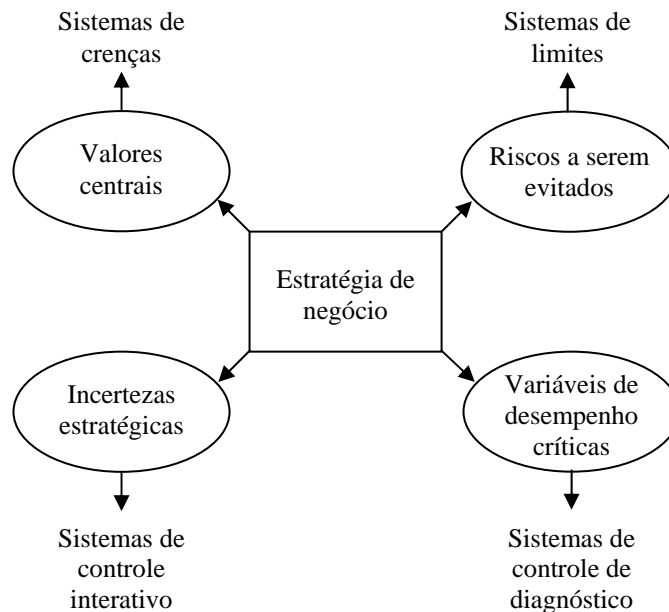 Sistemas de
crenças
Sistemas de
limites
Valores
centrais
Riscos a serem
evitados
Estratégia de
negócio
Incertezas
estratégicas
Variáveis de
desempenho
críticas
Sistemas de
controle
interativo
Sistemas de
controle de
diagnóstico